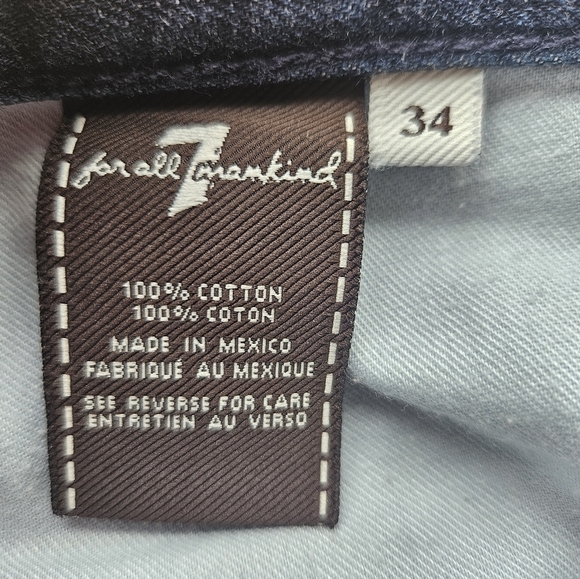 7
for all mankind
34
100% COTTON
100% COTON
MADE IN MEXICO
FABRIQUÉ AU MEXIQUE
SEE REVERSE FOR CARE
ENTRETIEN AU VERSO